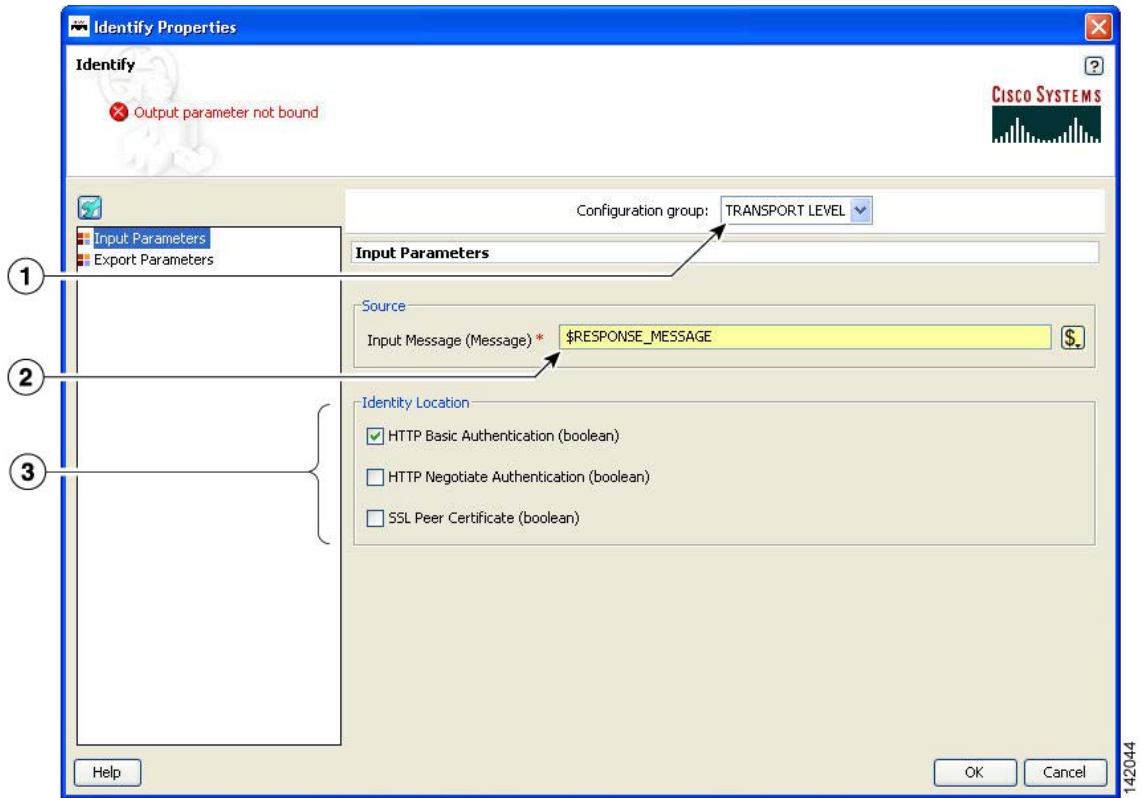 Identify Properties
Identify
?
Output parameter not bound
CISCO SYSTEMS
Configuration group: TRANSPORT LEVEL
Input Parameters
Export Parameters
Input Parameters
1
Source
Input Message (Message) * $RESPONSE_MESSAGE $
2
Identity Location
HTTP Basic Authentication (boolean)
3
HTTP Negotiate Authentication (boolean)
SSL Peer Certificate (boolean)
Help
OK
Cancel
142044